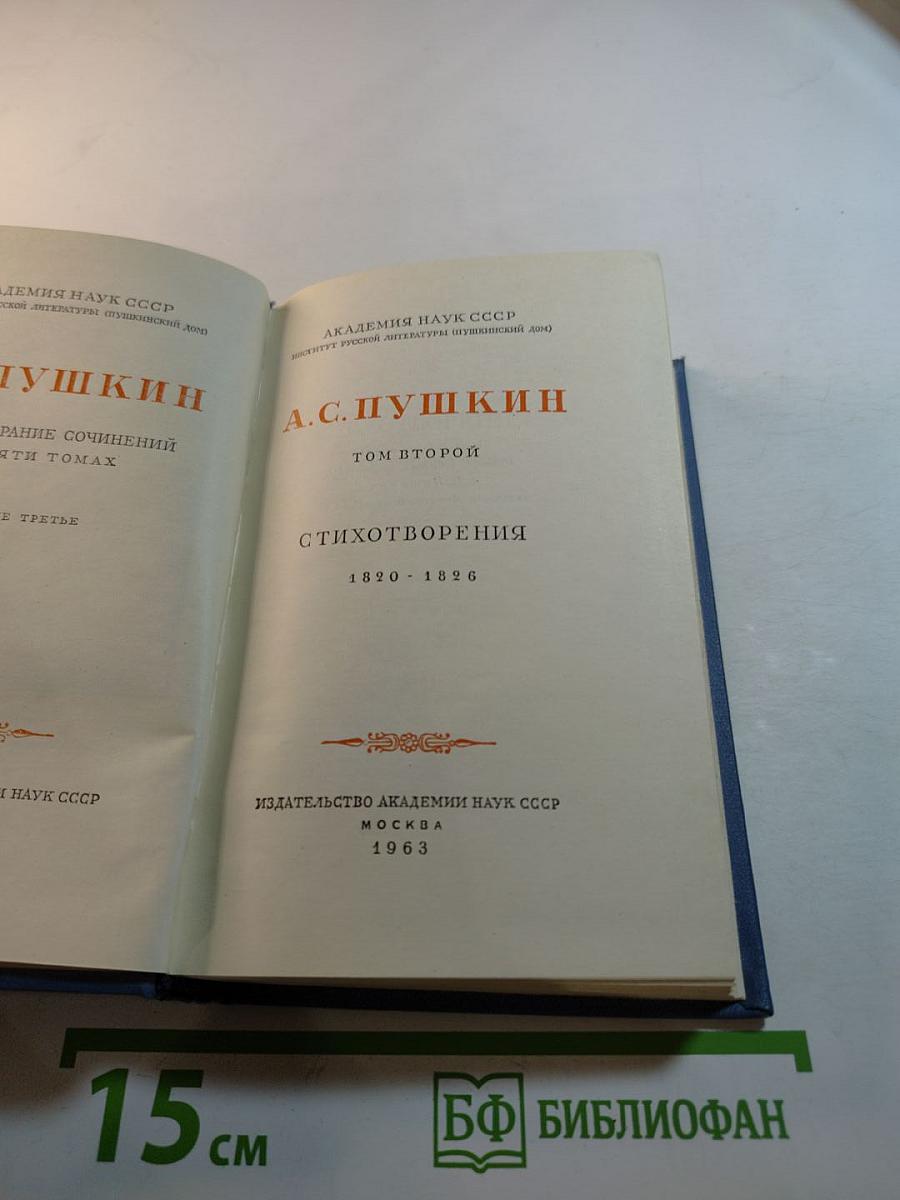 АДЕМИЯ НАУК СССР
ССКОЙ ЛИТЕРАТУРЫ (ПУШКИНСКИЙ ДОМ)
ПУШКИН
РАНИЕ СОЧИНЕНИЙ
ЯТИ ТОМАХ
Е ТРЕТЬЕ
И НАУК СССР
АКАДЕМИЯ НАУК СССР
ИНСТИТУТ РУССКОЙ ЛИТЕРАТУРЫ (ПУШКИНСКИЙ ДОМ)
А.С.ПУШКИН
ТОМ ВТОРОЙ
СТИХОТВОРЕНИЯ
1820 - 1826
ИЗДАТЕЛЬСТВО АКАДЕМИИ НАУК СССР
МОСКВА
1963
15 см
БФ БИБЛИОФАН